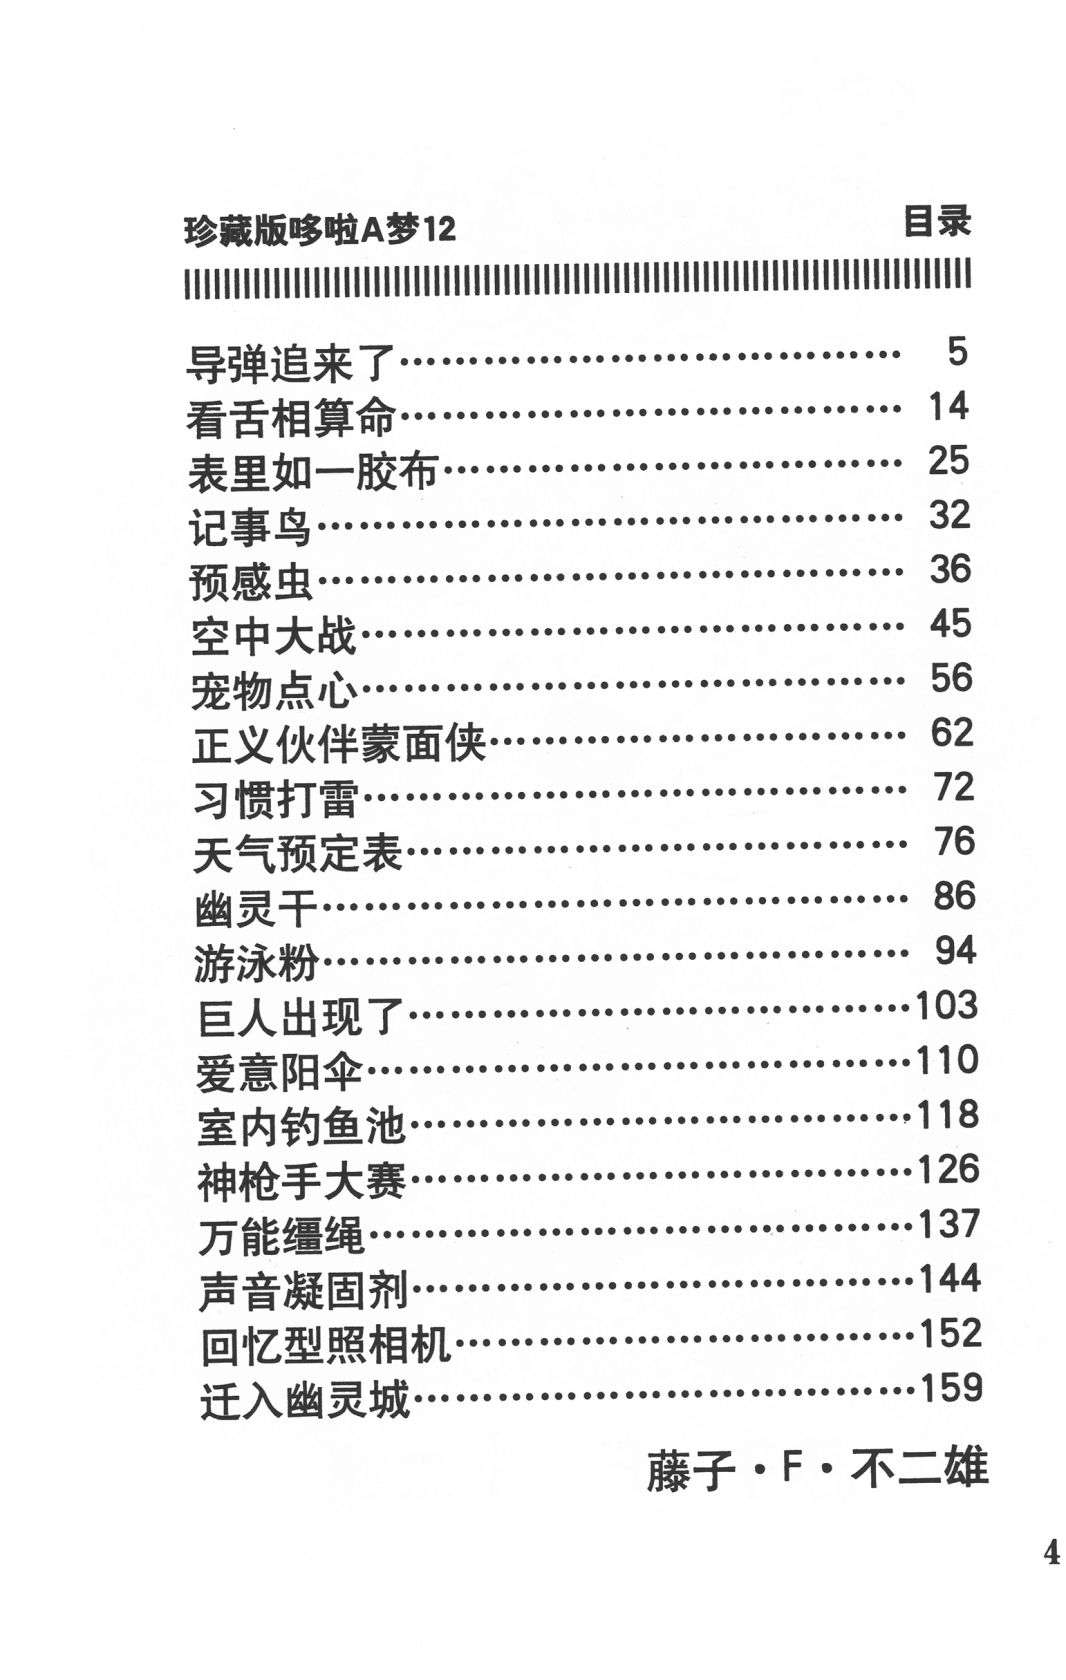 珍藏版哆啦A梦12 目录
导弹追来了………………………………… 5
看舌相算命………………………………… 14
表里如一胶布……………………………… 25
记事鸟……………………………………… 32
预感虫……………………………………… 36
空中大战…………………………………… 45
宠物点心…………………………………… 56
正义伙伴蒙面侠…………………………… 62
习惯打雷…………………………………… 72
天气预定表………………………………… 76
幽灵干……………………………………… 86
游泳粉……………………………………… 94
巨人出现了…………………………………103
爱意阳伞……………………………………110
室内钓鱼池…………………………………118
神枪手大赛…………………………………126
万能缰绳……………………………………137
声音凝固剂…………………………………144
回忆型照相机………………………………152
迁入幽灵城…………………………………159
藤子·F·不二雄
4